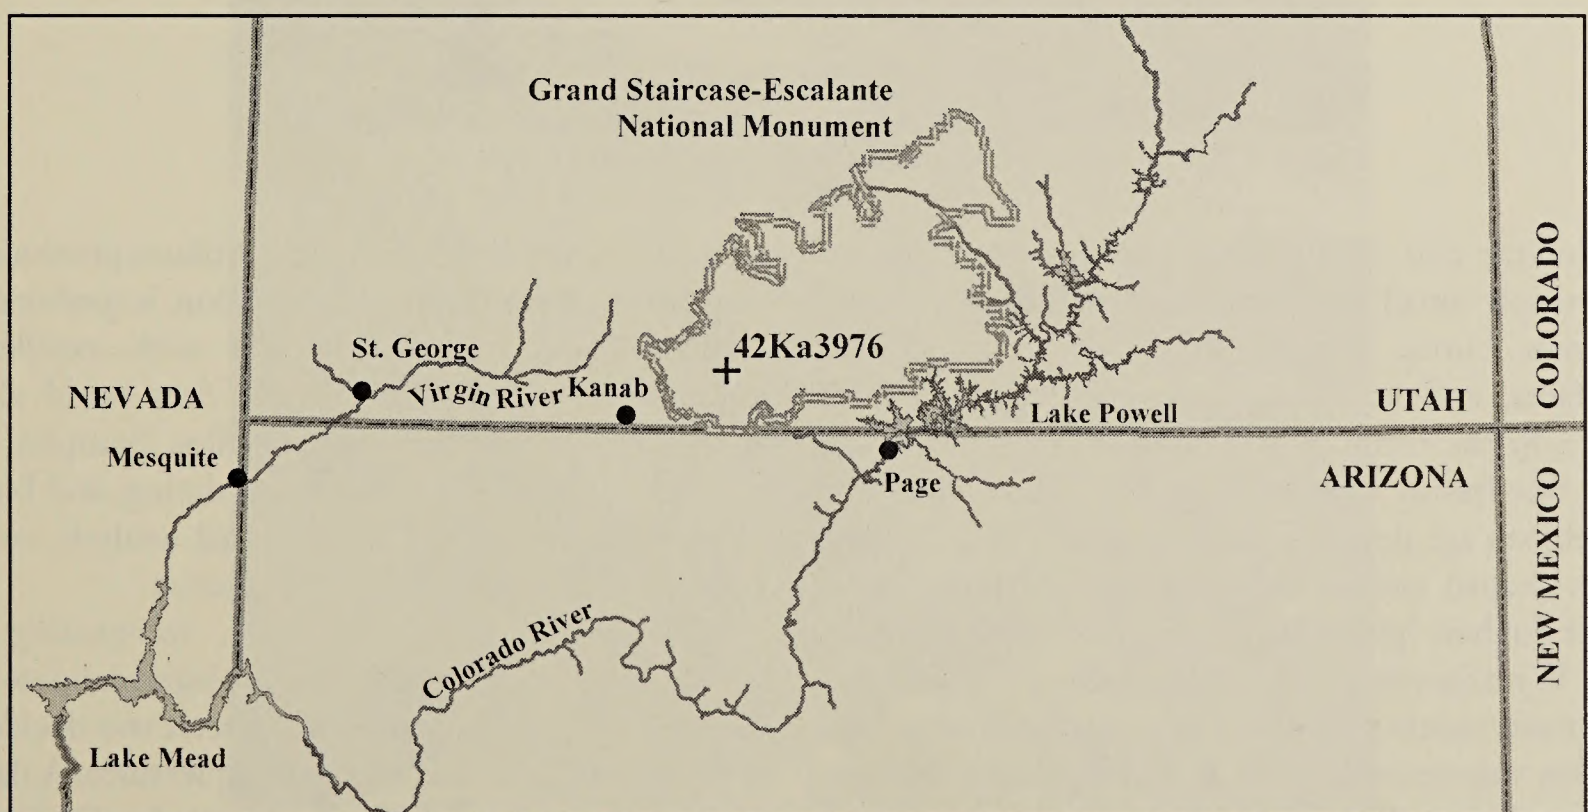 Grand Staircase-Escalante
National Monument
42Ka3976
St. George
Virgin River
Kanab
NEVADA
Mesquite
Lake Powell
UTAH
COLORADO
Page
ARIZONA
NEW MEXICO
Colorado River
Lake Mead